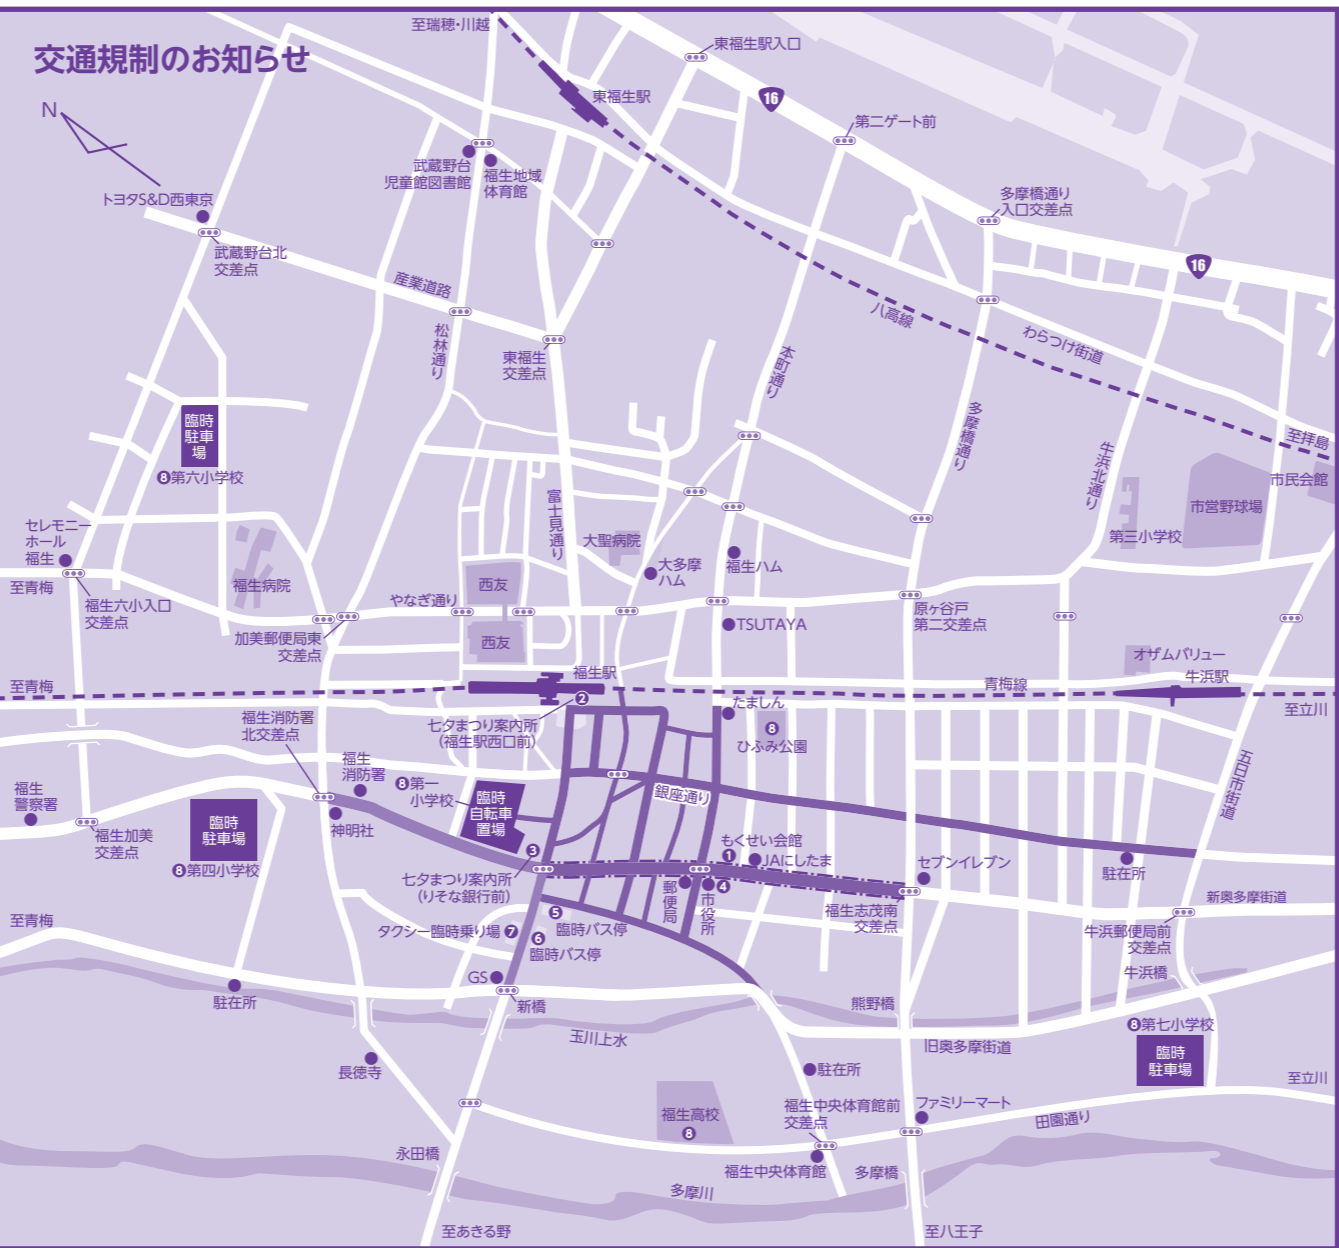 交通規制のお知らせ
至瑞穂・川越
東福生駅入口
N
東福生駅
16
第二ゲート前
武蔵野台
児童館図書館
福生地域
体育館
トヨタS&D西東京
多摩橋通り
入口交差点
武蔵野台北
交差点
16
産業道路
八高線
わらつけ街道
松林通り
東福生
交差点
本町通り
多摩橋通り
至拝島
臨時
駐車
場
❽第六小学校
牛浜北通り
市民会館
富士見通り
市営野球場
セレモニー
ホール
福生
大聖病院
第三小学校
大多摩
ハム
福生ハム
至青梅
福生病院
西友
やなぎ通り
福生六小入口
交差点
原ヶ谷戸
第二交差点
TSUTAYA
加美郵便局東
交差点
西友
オザムバリュー
福生駅
牛浜駅
至青梅
青梅線
❷
たましん
至立川
福生消防署
北交差点
七夕まつり案内所
(福生駅西口前)
❽
ひふみ公園
福生
消防署
五日市街道
❽第一
小学校
臨時
自転車
置場
福生
警察署
銀座通り
臨時
駐車場
神明社
福生加美
交差点
もくせい会館
❶
JAにしたま
❸
セブンイレブン
駐在所
❽第四小学校
七夕まつり案内所
(りそな銀行前)
郵便局
❹
市役所
新奥多摩街道
至青梅
❺
臨時バス停
福生志茂南
交差点
タクシー臨時乗り場❼
❻
臨時バス停
牛浜郵便局前
交差点
GS
牛浜橋
駐在所
新橋
熊野橋
❽第七小学校
玉川上水
旧奥多摩街道
臨時
駐車場
長徳寺
駐在所
至立川
福生高校
❽
福生中央体育館前
交差点
ファミリーマート
田園通り
永田橋
福生中央体育館
多摩橋
多摩川
至あきる野
至八王子